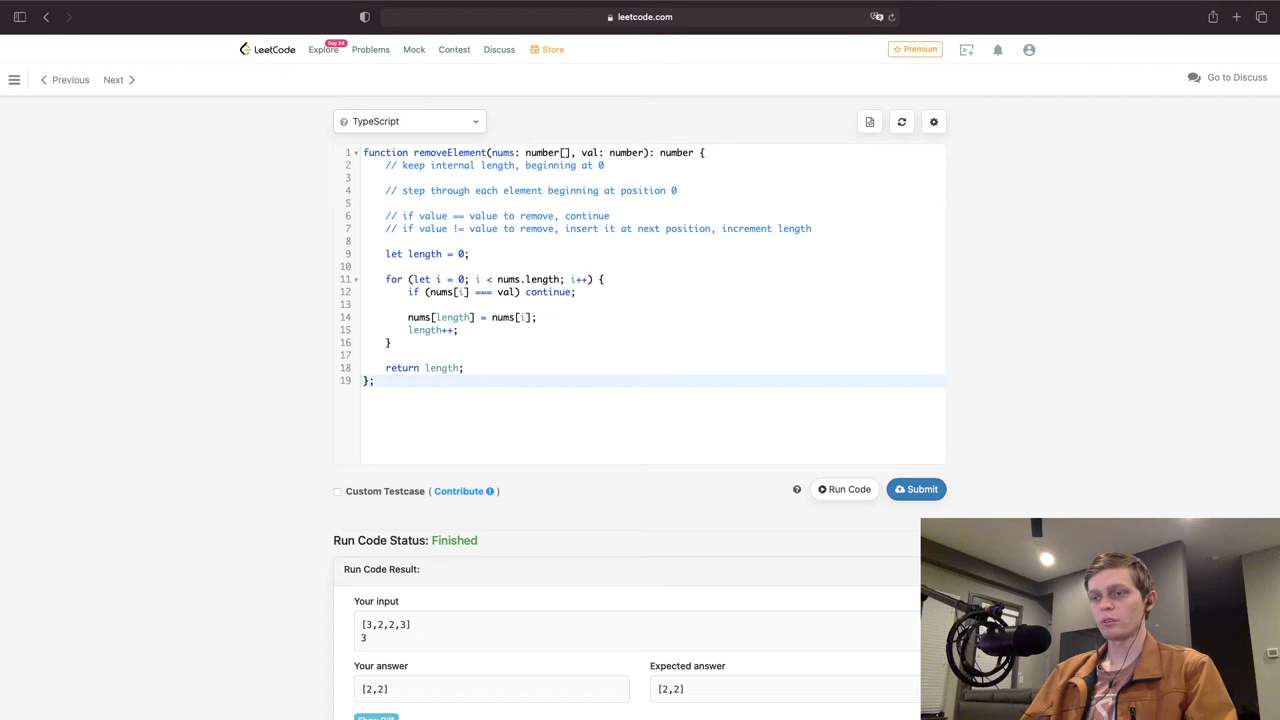 leetcode.com
LeetCode
Explore
Day 34
Problems
Mock
Contest
Discuss
Store
Premium
Previous
Next
Go to Discuss
TypeScript
1 function removeElement(nums: number[], val: number): number {
2 // keep internal length, beginning at 0
3
4 // step through each element beginning at position 0
5
6 // if value == value to remove, continue
7 // if value != value to remove, insert it at next position, increment length
8
9 let length = 0;
10
11 for (let i = 0; i < nums.length; i++) {
12 if (nums[i] === val) continue;
13
14 nums[length] = nums[i];
15 length++;
16 }
17
18 return length;
19 };
Custom Testcase ( Contribute )
Run Code
Submit
Run Code Status: Finished
Run Code Result:
Your input
[3,2,2,3]
3
Your answer
Expected answer
[2,2]
[2,2]
Show Diff